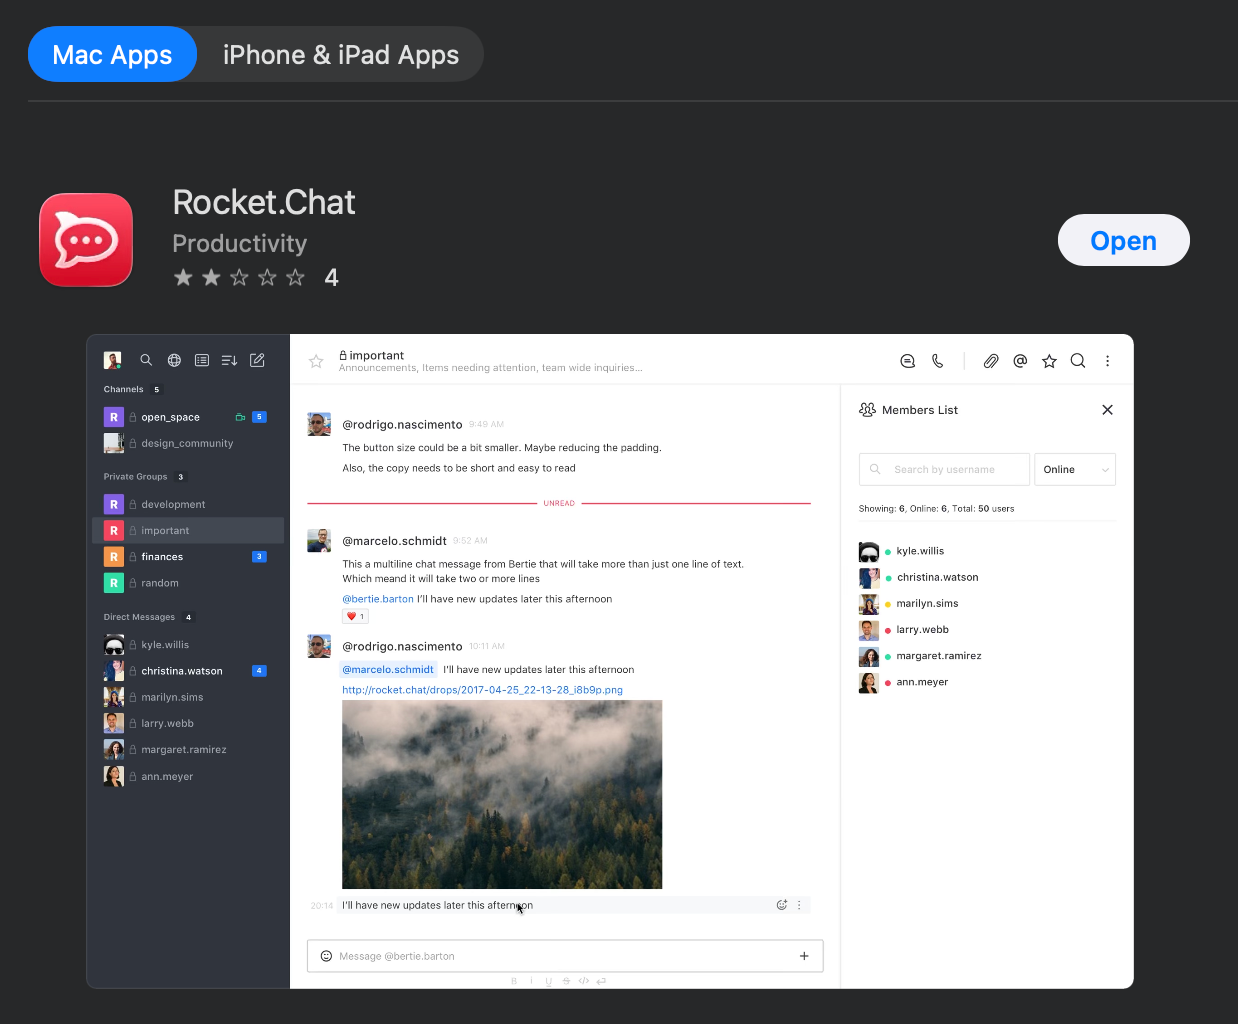 Mac Apps
iPhone & iPad Apps
Rocket.Chat
Productivity
4
Open
Channels 5
R open_space 5
design_community
Private Groups 3
R development
R important
R finances 3
R random
Direct Messages 4
kyle.willis
christina.watson 4
marilyn.sims
larry.webb
margaret.ramirez
ann.meyer
important
Announcements, Items needing attention, team wide inquiries...
@rodrigo.nascimento 9:49 AM
The button size could be a bit smaller. Maybe reducing the padding.
Also, the copy needs to be short and easy to read
UNREAD
@marcelo.schmidt 9:52 AM
This a multiline chat message from Bertie that will take more than just one line of text.
Which meand it will take two or more lines
@bertie.barton I'll have new updates later this afternoon
1
@rodrigo.nascimento 10:11 AM
@marcelo.schmidt I'll have new updates later this afternoon
http://rocket.chat/drops/2017-04-25_22-13-28_i8b9p.png
20:14 I'll have new updates later this afternoon
Message @bertie.barton
B i U S </>
Members List
Search by username
Online
Showing: 6, Online: 6, Total: 50 users
kyle.willis
christina.watson
marilyn.sims
larry.webb
margaret.ramirez
ann.meyer